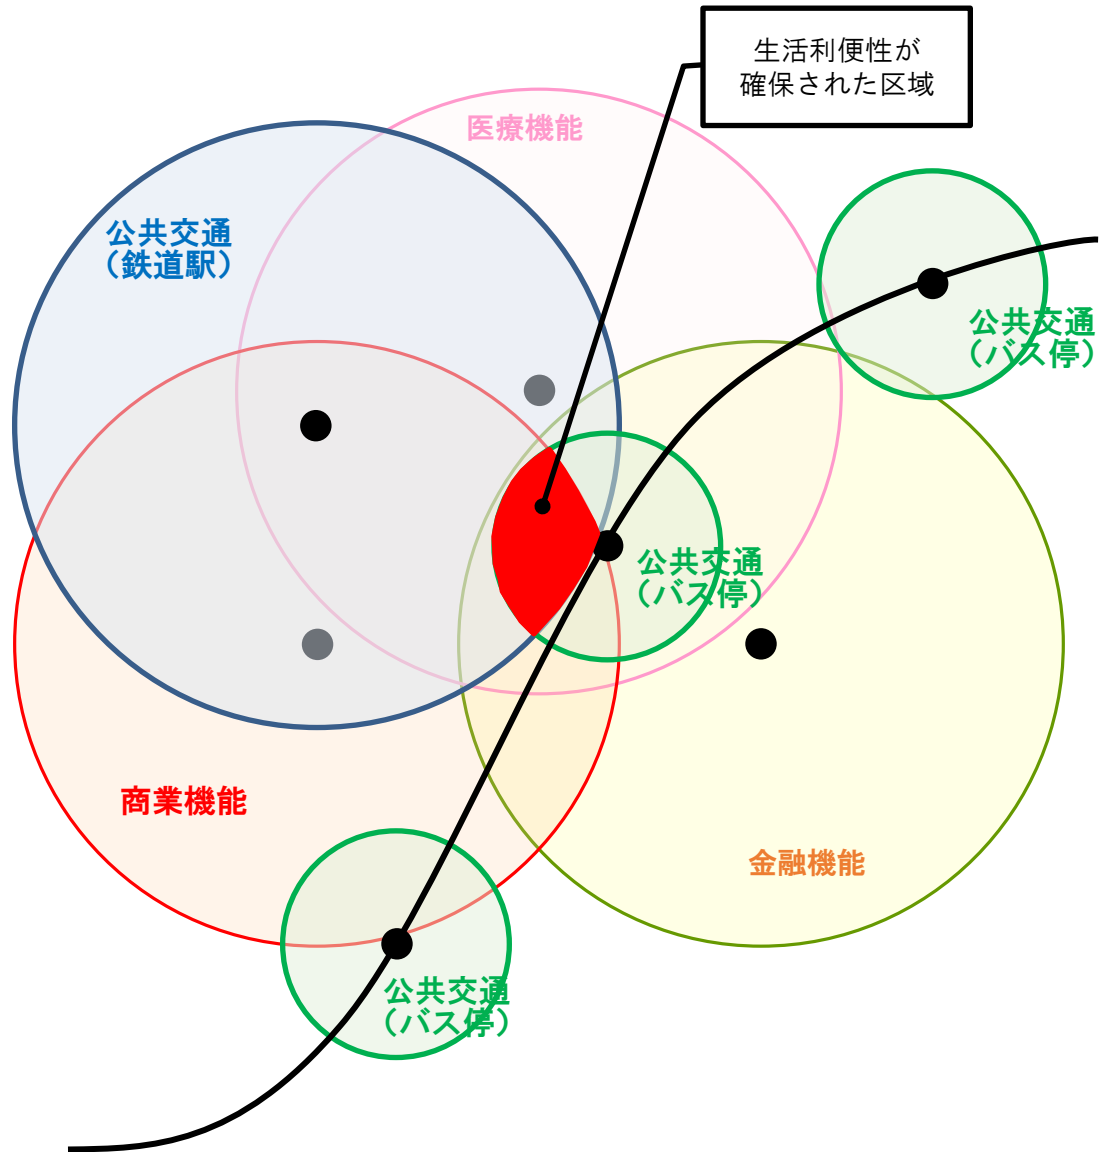 生活利便性が
確保された区域
医療機能
公共交通
（鉄道駅）
公共交通
（バス停）
公共交通
（バス停）
商業機能
金融機能
公共交通
（バス停）